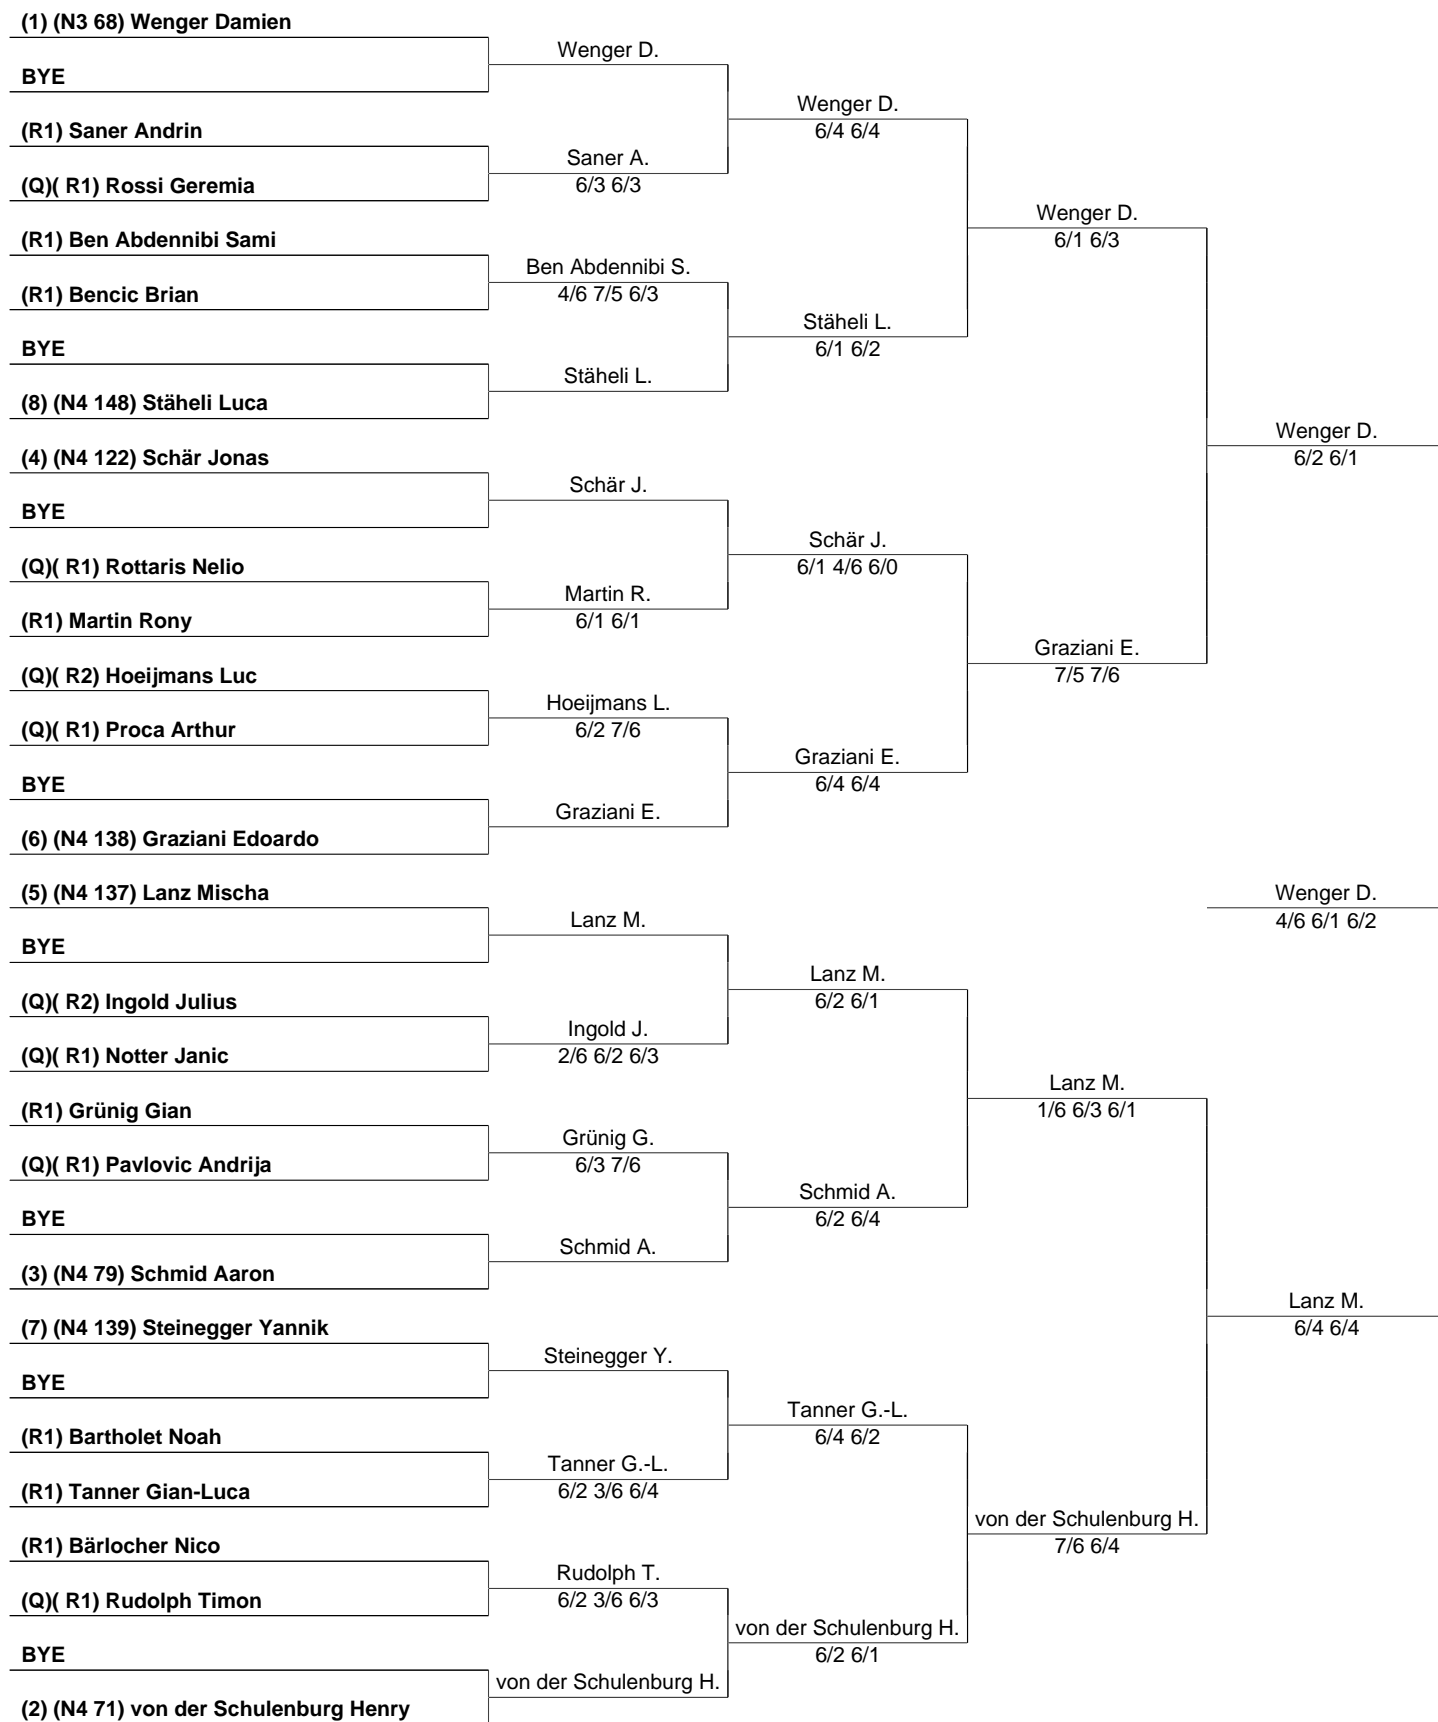 (1) (N3 68) Wenger Damien
Wenger D.
BYE
Wenger D.
6/4 6/4
(R1) Saner Andrin
Saner A.
6/3 6/3
(Q)( R1) Rossi Geremia
Wenger D.
6/1 6/3
(R1) Ben Abdennibi Sami
Ben Abdennibi S.
4/6 7/5 6/3
(R1) Bencic Brian
Stäheli L.
6/1 6/2
BYE
Stäheli L.
(8) (N4 148) Stäheli Luca
Wenger D.
6/2 6/1
(4) (N4 122) Schär Jonas
Schär J.
BYE
Schär J.
6/1 4/6 6/0
(Q)( R1) Rottaris Nelio
Martin R.
6/1 6/1
(R1) Martin Rony
Graziani E.
7/5 7/6
(Q)( R2) Hoeijmans Luc
Hoeijmans L.
6/2 7/6
(Q)( R1) Proca Arthur
Graziani E.
6/4 6/4
BYE
Graziani E.
(6) (N4 138) Graziani Edoardo
(5) (N4 137) Lanz Mischa
Wenger D.
4/6 6/1 6/2
Lanz M.
BYE
Lanz M.
6/2 6/1
(Q)( R2) Ingold Julius
Ingold J.
2/6 6/2 6/3
(Q)( R1) Notter Janic
Lanz M.
1/6 6/3 6/1
(R1) Grünig Gian
Grünig G.
6/3 7/6
(Q)( R1) Pavlovic Andrija
Schmid A.
6/2 6/4
BYE
Schmid A.
(3) (N4 79) Schmid Aaron
Lanz M.
6/4 6/4
(7) (N4 139) Steinegger Yannik
Steinegger Y.
BYE
Tanner G.-L.
6/4 6/2
(R1) Bartholet Noah
Tanner G.-L.
6/2 3/6 6/4
(R1) Tanner Gian-Luca
von der Schulenburg H.
7/6 6/4
(R1) Bärlocher Nico
Rudolph T.
6/2 3/6 6/3
(Q)( R1) Rudolph Timon
von der Schulenburg H.
6/2 6/1
BYE
von der Schulenburg H.
(2) (N4 71) von der Schulenburg Henry